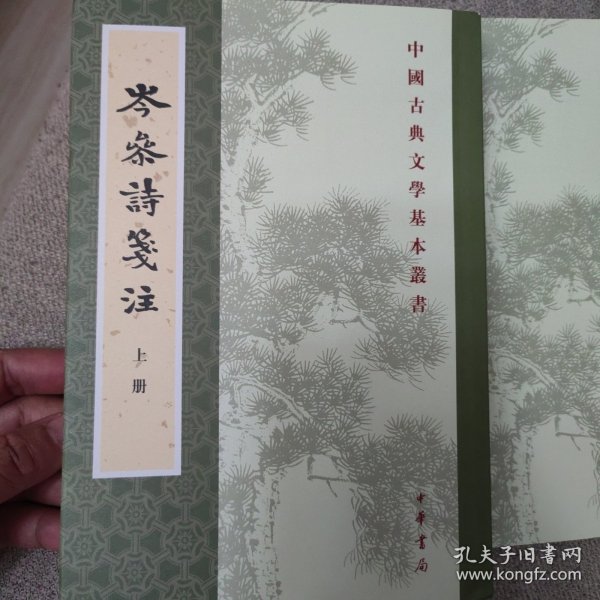 岑參詩箋注
上册
中國古典文學基本叢書
中華書局
孔夫子旧书网
www.kongfz.com